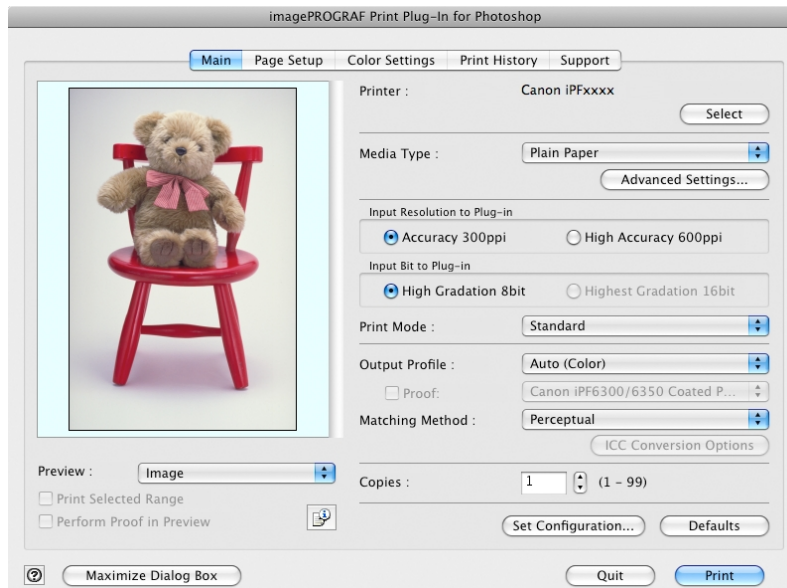 imagePROGRAF Print Plug-In for Photoshop
Main Page Setup Color Settings Print History Support
Printer : Canon iPFxxxx
Select
Media Type : Plain Paper
Advanced Settings...
Input Resolution to Plug-in
Accuracy 300ppi High Accuracy 600ppi
Input Bit to Plug-in
High Gradation 8bit Highest Gradation 16bit
Print Mode : Standard
Output Profile : Auto (Color)
Proof: Canon iPF6300/6350 Coated P...
Matching Method : Perceptual
ICC Conversion Options
Preview : Image
Print Selected Range
Perform Proof in Preview
Copies : 1 (1 - 99)
Set Configuration... Defaults
? Maximize Dialog Box Quit Print